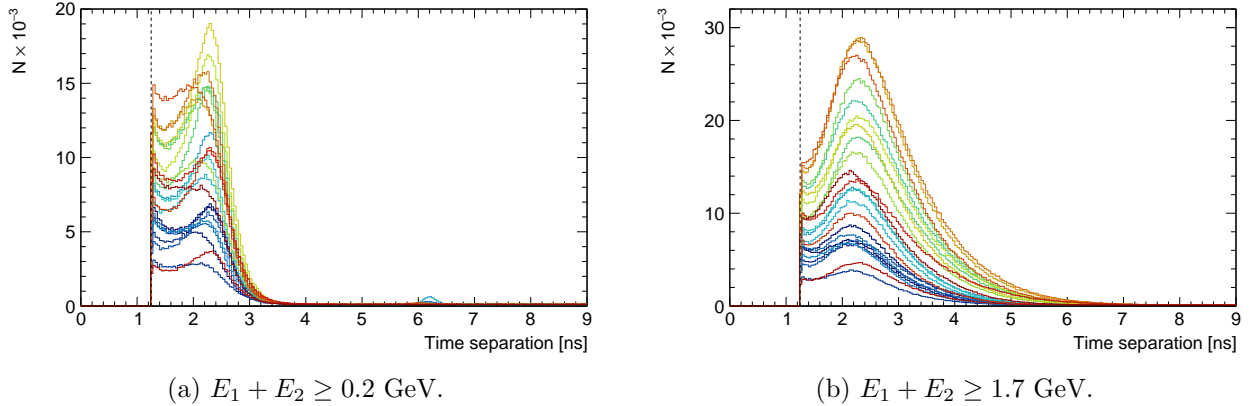 N × 10⁻³
20
15
10
5
0
0 1 2 3 4 5 6 7 8 9
Time separation [ns]
(a) E₁ + E₂ ≥ 0.2 GeV.
N × 10⁻³
30
20
10
0
0 1 2 3 4 5 6 7 8 9
Time separation [ns]
(b) E₁ + E₂ ≥ 1.7 GeV.